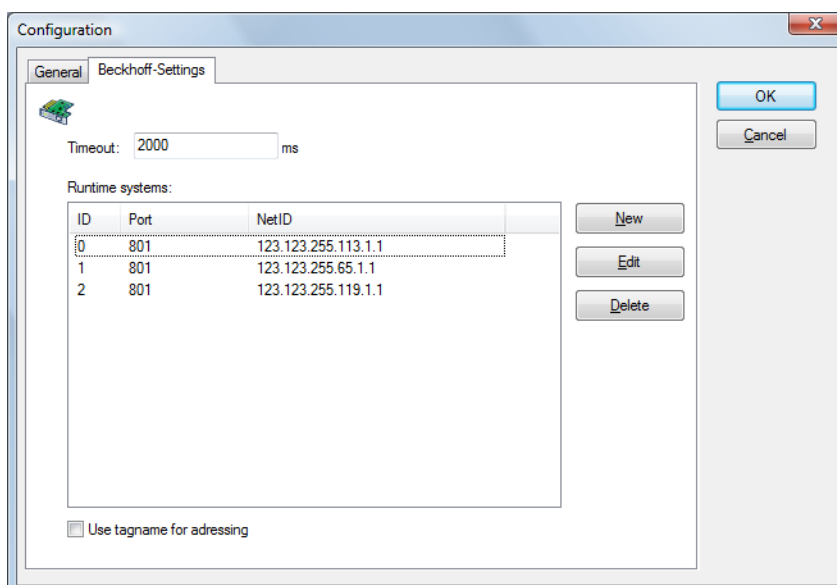 Configuration
General Beckhoff-Settings
OK
Cancel
Timeout: 2000 ms
Runtime systems:
ID Port NetID
New
0 801 123.123.255.113.1.1
1 801 123.123.255.65.1.1
Edit
2 801 123.123.255.119.1.1
Delete
Use tagname for adressing